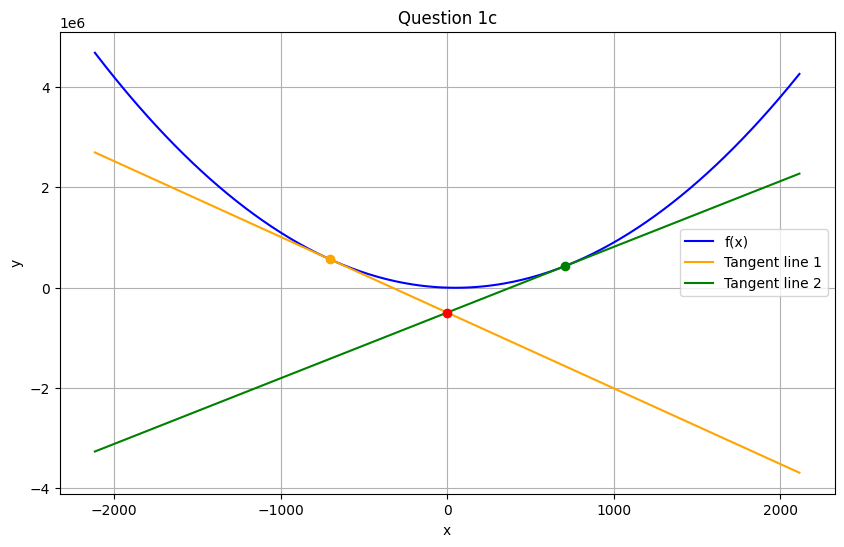 Question 1c
1e6
4
2
0
−2
−4
y
−2000
−1000
0
1000
2000
x
f(x)
Tangent line 1
Tangent line 2